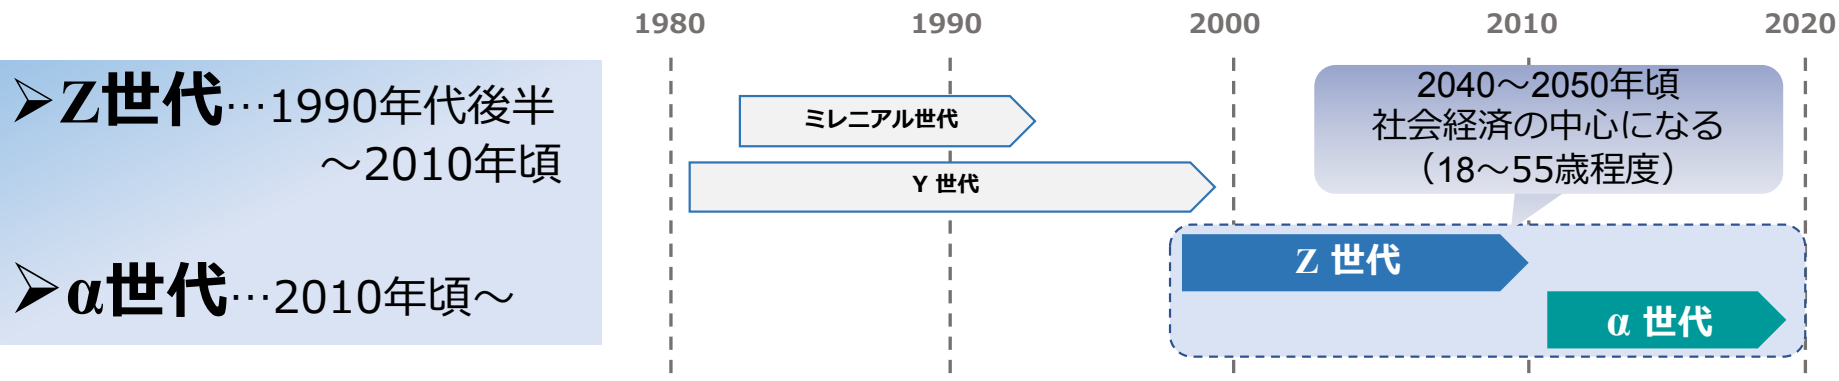 ➢Z世代…1990年代後半
～2010年頃
➢α世代…2010年頃～
1980 1990 2000 2010 2020
ミレニアル世代
Y 世代
2040～2050年頃
社会経済の中心になる
（18～55歳程度）
Z 世代
α 世代